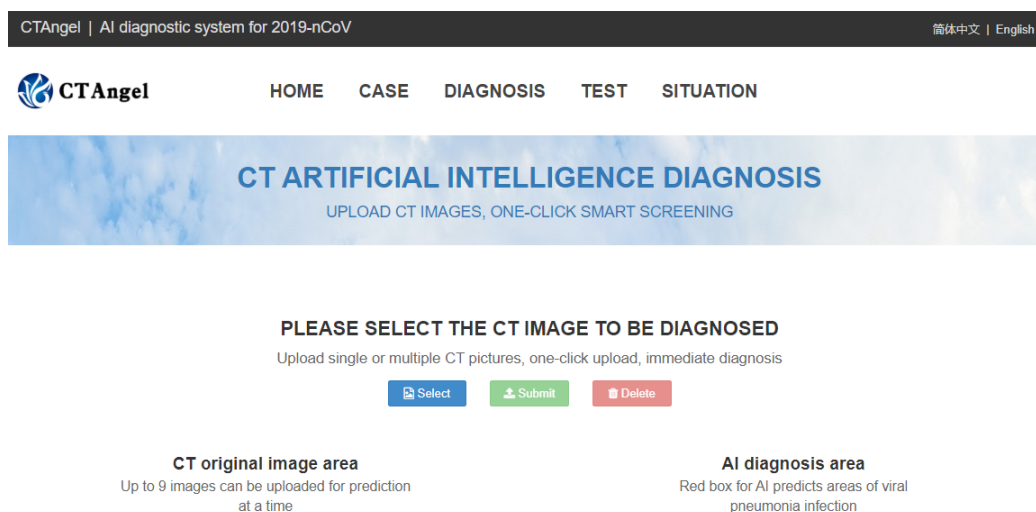 CTAngel | AI diagnostic system for 2019-nCoV
简体中文 | English
CTAngel
HOME CASE DIAGNOSIS TEST SITUATION
CT ARTIFICIAL INTELLIGENCE DIAGNOSIS
UPLOAD CT IMAGES, ONE-CLICK SMART SCREENING
PLEASE SELECT THE CT IMAGE TO BE DIAGNOSED
Upload single or multiple CT pictures, one-click upload, immediate diagnosis
Select Submit Delete
CT original image area
Up to 9 images can be uploaded for prediction
at a time
AI diagnosis area
Red box for AI predicts areas of viral
pneumonia infection